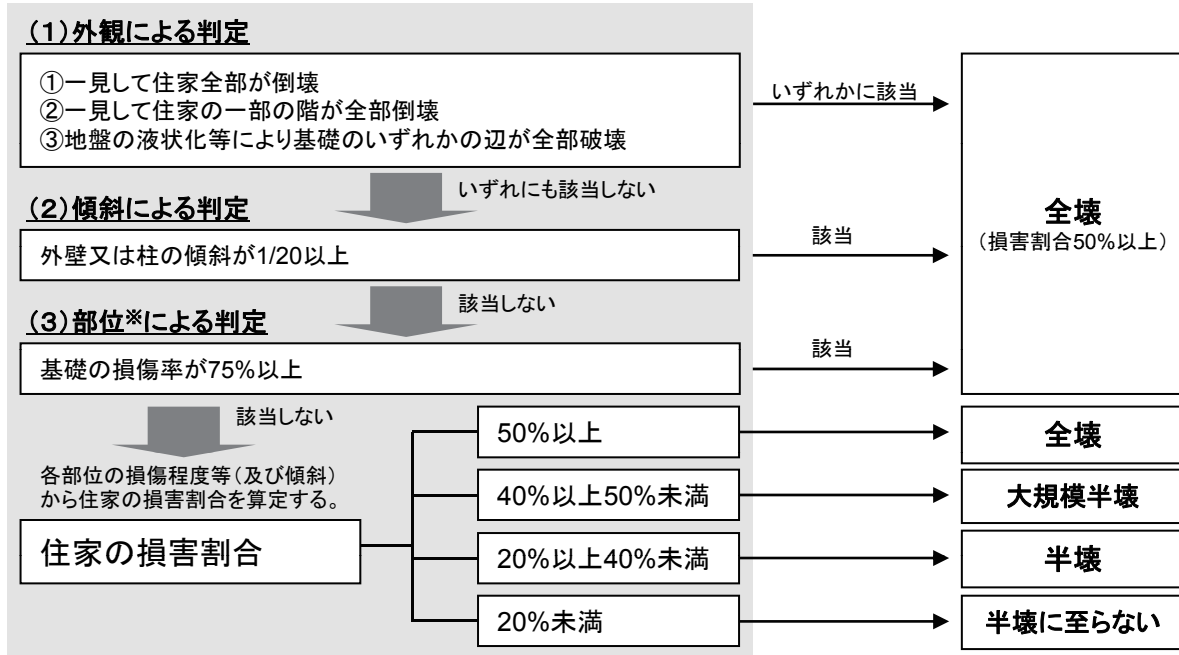 (1)外観による判定
①一見して住家全部が倒壊
②一見して住家の一部の階が全部倒壊
③地盤の液状化等により基礎のいずれかの辺が全部破壊
いずれかに該当
いずれにも該当しない
(2)傾斜による判定
外壁又は柱の傾斜が1/20以上
該当
全壊
（損害割合50%以上）
該当しない
(3)部位※による判定
基礎の損傷率が75%以上
該当
該当しない
各部位の損傷程度等（及び傾斜）
から住家の損害割合を算定する。
住家の損害割合
50%以上
全壊
40%以上50%未満
大規模半壊
20%以上40%未満
半壊
20%未満
半壊に至らない